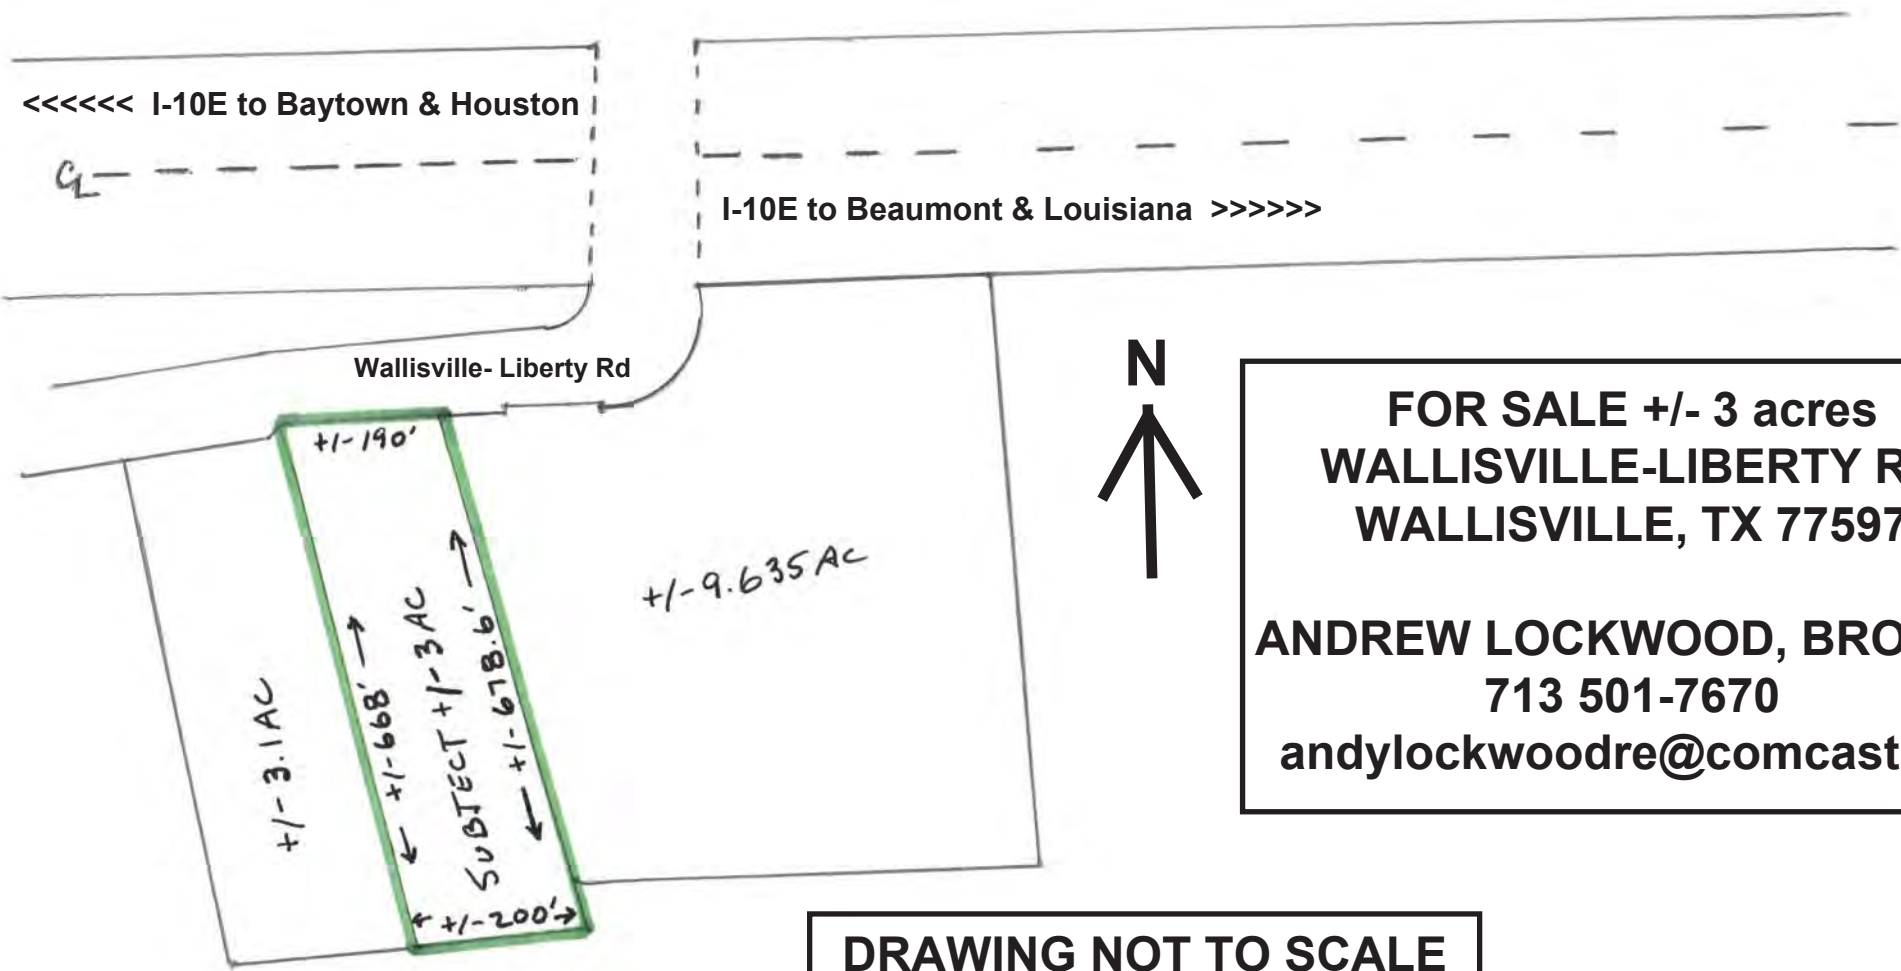 <<<<<< I-10E to Baytown & Houston
CL
I-10E to Beaumont & Louisiana >>>>>>
Wallisville- Liberty Rd
N
+/-190'
+/-3.1AC
+/-668'
SUBJECT +/-3AC
+/- 678.6'
+/-200'
+/-9.635 AC
FOR SALE +/- 3 acres
WALLISVILLE-LIBERTY R
WALLISVILLE, TX 77597
ANDREW LOCKWOOD, BRO
713 501-7670
andylockwoodre@comcast
DRAWING NOT TO SCALE